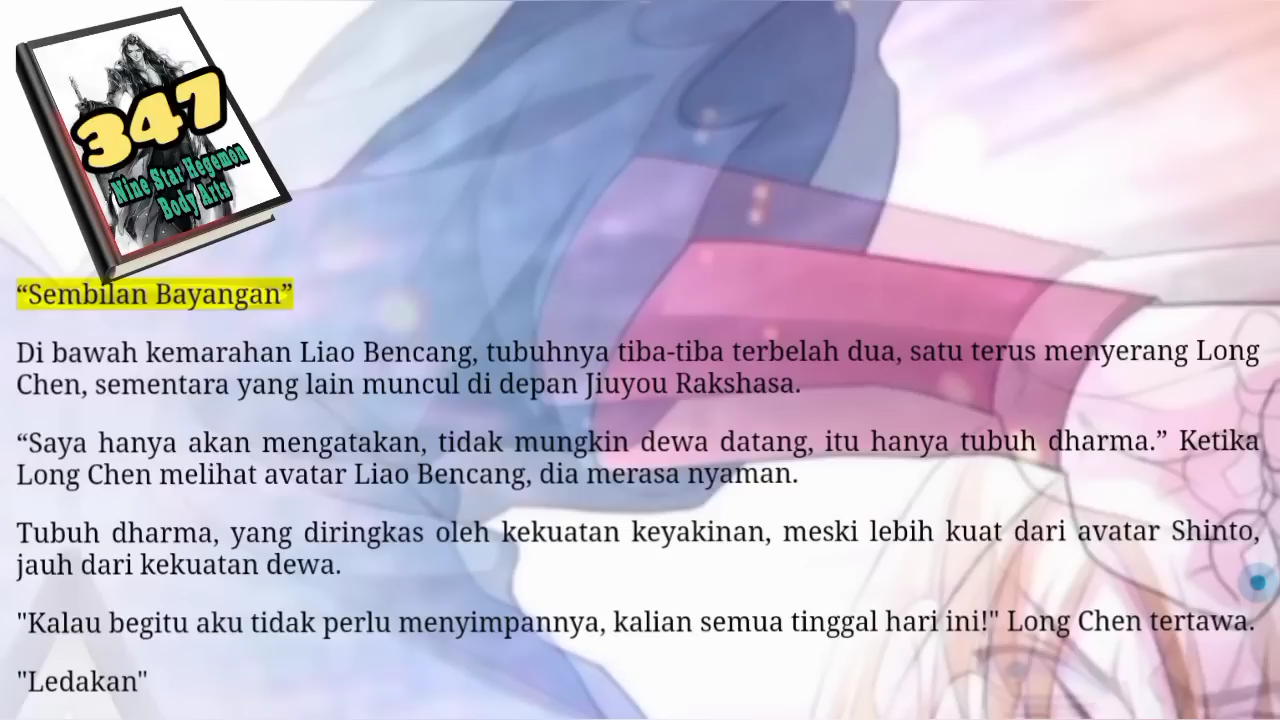 347
Nine Star Hegemon
Body Arts
“Sembilan Bayangan”
Di bawah kemarahan Liao Bencang, tubuhnya tiba-tiba terbelah dua, satu terus menyerang Long
Chen, sementara yang lain muncul di depan Jiuyou Rakshasa.
“Saya hanya akan mengatakan, tidak mungkin dewa datang, itu hanya tubuh dharma.” Ketika
Long Chen melihat avatar Liao Bencang, dia merasa nyaman.
Tubuh dharma, yang diringkas oleh kekuatan keyakinan, meski lebih kuat dari avatar Shinto,
jauh dari kekuatan dewa.
"Kalau begitu aku tidak perlu menyimpannya, kalian semua tinggal hari ini!" Long Chen tertawa.
"Ledakan"